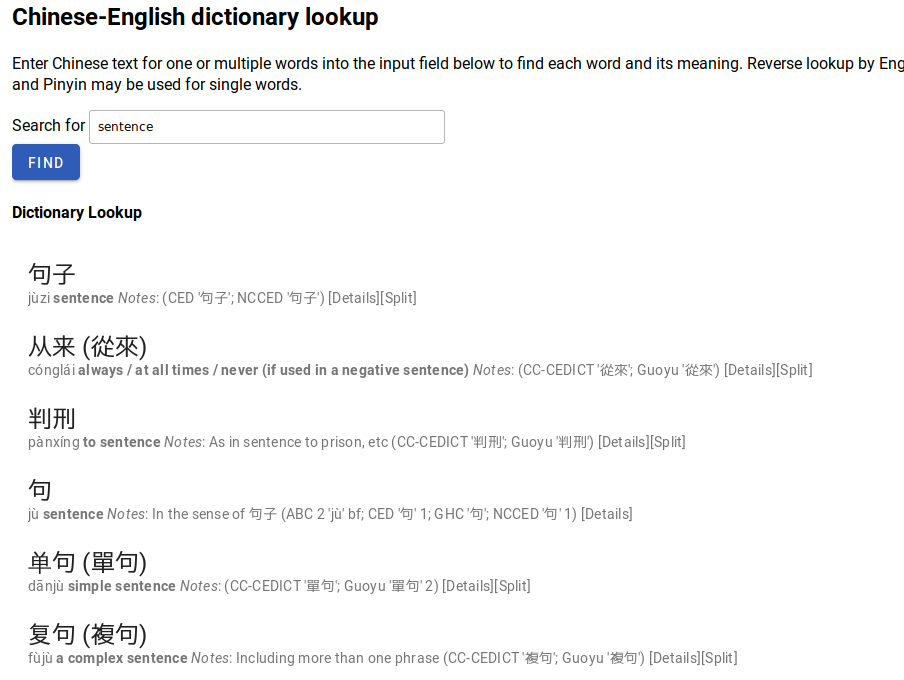 Chinese-English dictionary lookup
Enter Chinese text for one or multiple words into the input field below to find each word and its meaning. Reverse lookup by Eng
and Pinyin may be used for single words.
Search for sentence
FIND
Dictionary Lookup
句子
jùzi sentence Notes: (CED '句子'; NCCED '句子') [Details][Split]
从来 (從來)
cónglái always / at all times / never (if used in a negative sentence) Notes: (CC-CEDICT '從來'; Guoyu '從來') [Details][Split]
判刑
pànxíng to sentence Notes: As in sentence to prison, etc (CC-CEDICT '判刑'; Guoyu '判刑') [Details][Split]
句
jù sentence Notes: In the sense of 句子 (ABC 2 'jù' bf; CED '句' 1; GHC '句'; NCCED '句' 1) [Details]
单句 (單句)
dānjù simple sentence Notes: (CC-CEDICT '單句'; Guoyu '單句' 2) [Details][Split]
复句 (複句)
fùjù a complex sentence Notes: Including more than one phrase (CC-CEDICT '複句'; Guoyu '複句') [Details][Split]